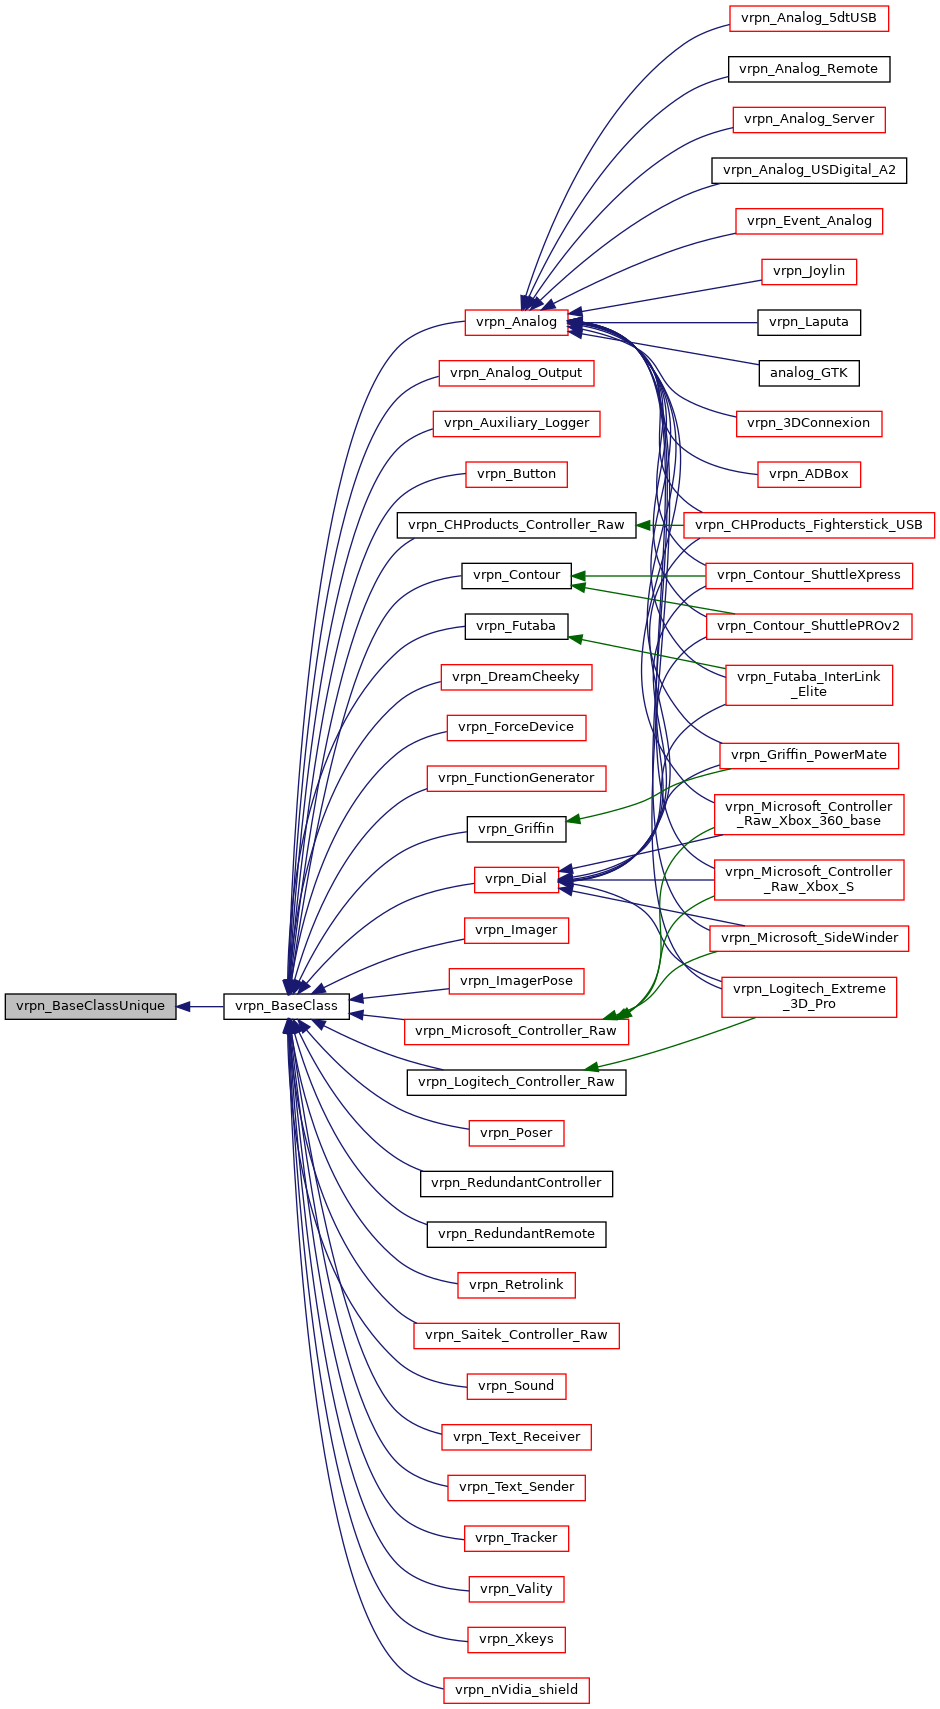 vrpn_BaseClassUnique
vrpn_BaseClass
vrpn_Analog
vrpn_Analog_Output
vrpn_Auxiliary_Logger
vrpn_Button
vrpn_CHProducts_Controller_Raw
vrpn_Contour
vrpn_Futaba
vrpn_DreamCheeky
vrpn_ForceDevice
vrpn_FunctionGenerator
vrpn_Griffin
vrpn_Dial
vrpn_Imager
vrpn_ImagerPose
vrpn_Microsoft_Controller_Raw
vrpn_Logitech_Controller_Raw
vrpn_Poser
vrpn_RedundantController
vrpn_RedundantRemote
vrpn_Retrolink
vrpn_Saitek_Controller_Raw
vrpn_Sound
vrpn_Text_Receiver
vrpn_Text_Sender
vrpn_Tracker
vrpn_Vality
vrpn_Xkeys
vrpn_nVidia_shield
vrpn_Analog_5dtUSB
vrpn_Analog_Remote
vrpn_Analog_Server
vrpn_Analog_USDigital_A2
vrpn_Event_Analog
vrpn_Joylin
vrpn_Laputa
analog_GTK
vrpn_3DConnexion
vrpn_ADBox
vrpn_CHProducts_Fighterstick_USB
vrpn_Contour_ShuttleXpress
vrpn_Contour_ShuttlePROv2
vrpn_Futaba_InterLink
_Elite
vrpn_Griffin_PowerMate
vrpn_Microsoft_Controller
_Raw_Xbox_360_base
vrpn_Microsoft_Controller
_Raw_Xbox_S
vrpn_Microsoft_SideWinder
vrpn_Logitech_Extreme
_3D_Pro